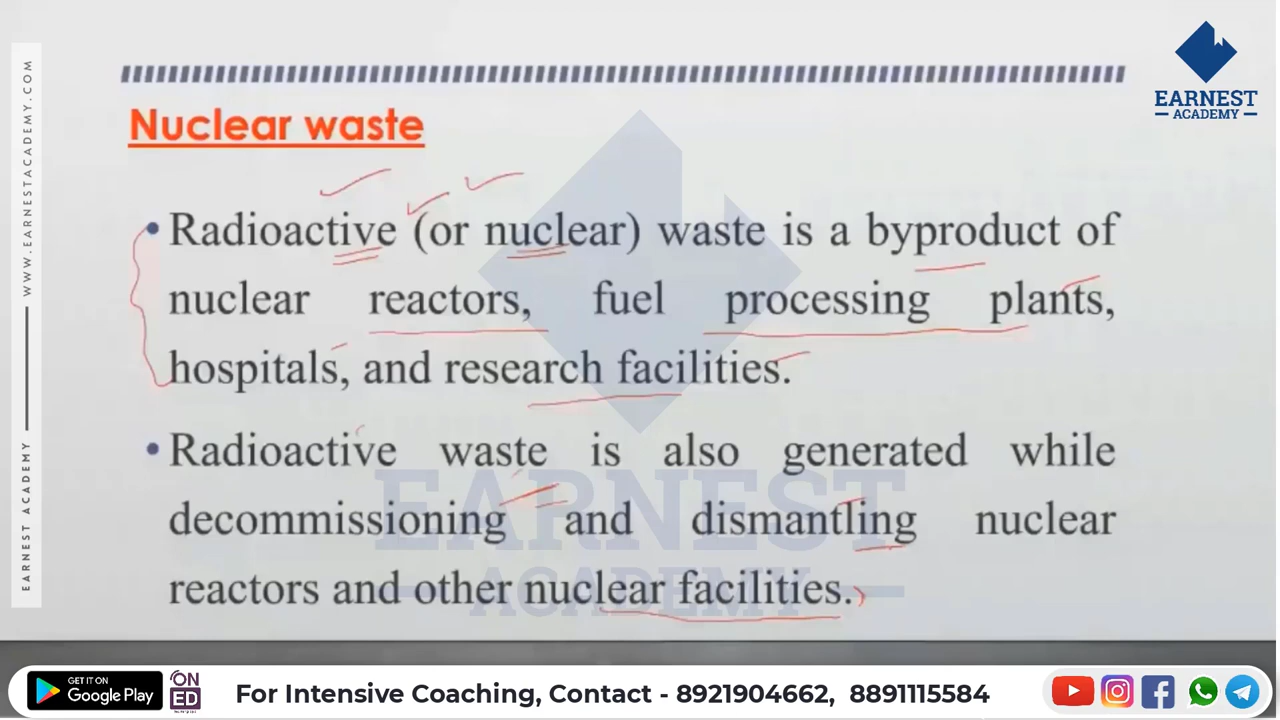 EARNEST
ACADEMY
WWW.EARNESTACADEMY.COM
EARNEST ACADEMY
Nuclear waste
• Radioactive (or nuclear) waste is a byproduct of
nuclear reactors, fuel processing plants,
hospitals, and research facilities.
• Radioactive waste is also generated while
decommissioning and dismantling nuclear
reactors and other nuclear facilities.
EARNEST
ACADEMY
GET IT ON
Google Play
ON
ED
For Intensive Coaching, Contact - 8921904662, 8891115584